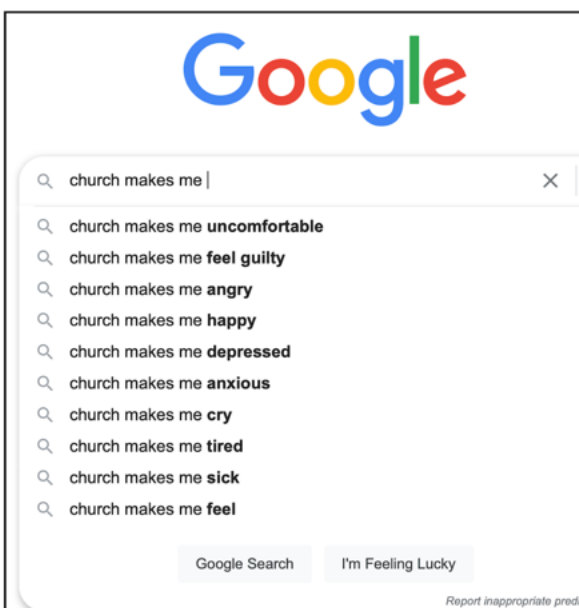 Google
church makes me
church makes me uncomfortable
church makes me feel guilty
church makes me angry
church makes me happy
church makes me depressed
church makes me anxious
church makes me cry
church makes me tired
church makes me sick
church makes me feel
Google Search I'm Feeling Lucky
Report inappropriate